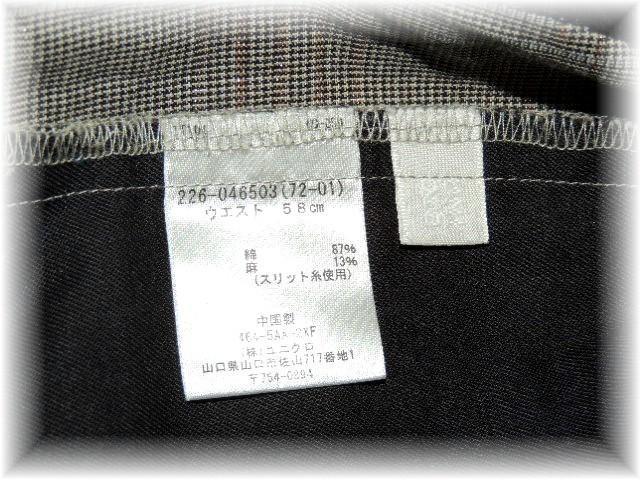 226-046503(72-01)
ウエスト 58cm
綿 87%
麻 13%
(スリット糸使用)
中国製
(株)ユニクロ
山口県山口市佐山717番地1
〒754-0894